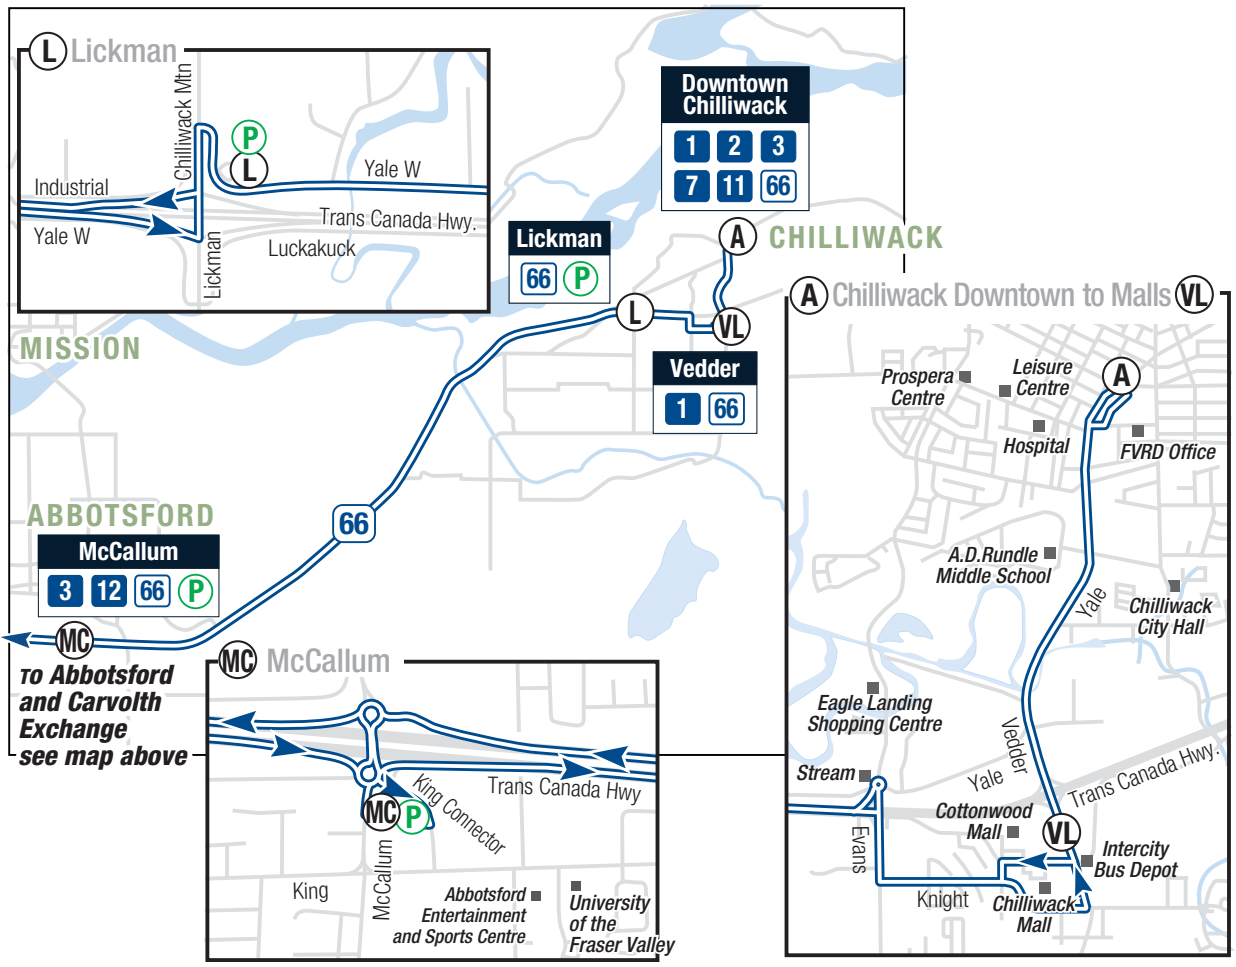 L Lickman
Chilliwack Mtn
P
L
Yale W
Industrial
Trans Canada Hwy.
Yale W
Luckakuck
Lickman
Downtown
Chilliwack
1 2 3
7 11 66
A CHILLIWACK
Lickman
66 P
L
VL
Vedder
1 66
MISSION
ABBOTSFORD
McCallum
3 12 66 P
66
MC
To Abbotsford
and Carvolth
Exchange
see map above
MC McCallum
King Connector
Trans Canada Hwy
MC P
McCallum
King
Abbotsford
Entertainment
and Sports Centre
University
of the
Fraser Valley
A Chilliwack Downtown to Malls VL
Prospera
Centre
Leisure
Centre
A
Hospital
FVRD Office
A.D.Rundle
Middle School
Yale
Chilliwack
City Hall
Eagle Landing
Shopping Centre
Vedder
Stream
Yale
Trans Canada Hwy.
Cottonwood
Mall
VL
Evans
Intercity
Bus Depot
Knight
Chilliwack
Mall